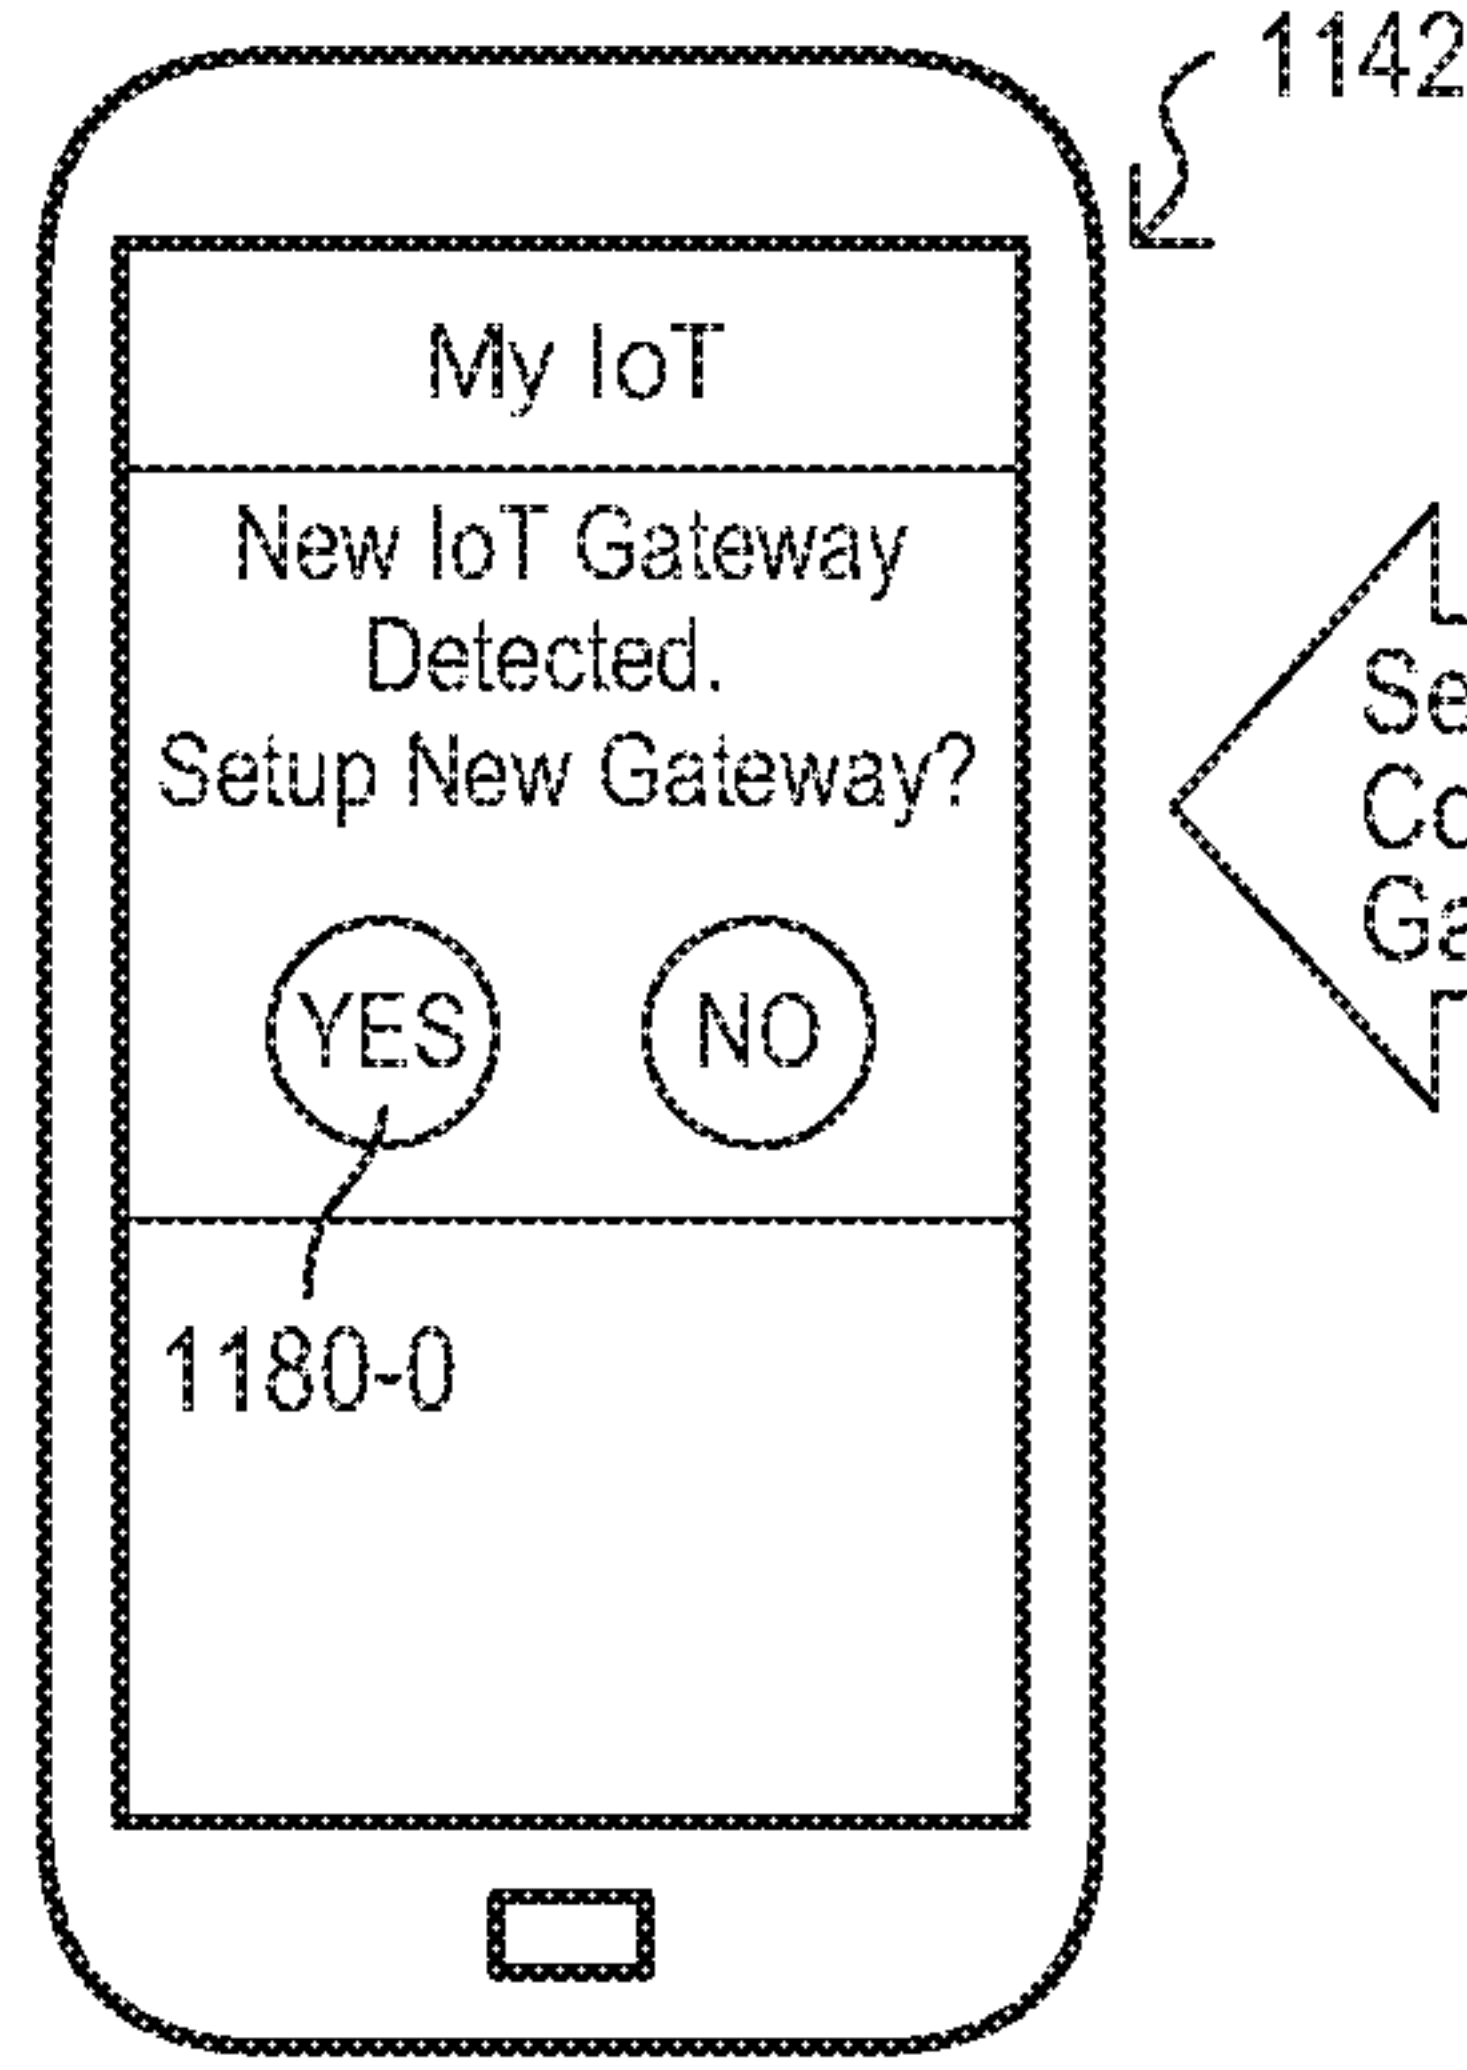 1142
My IoT
New IoT Gateway
Detected.
Setup New Gateway?
YES NO
1180-0